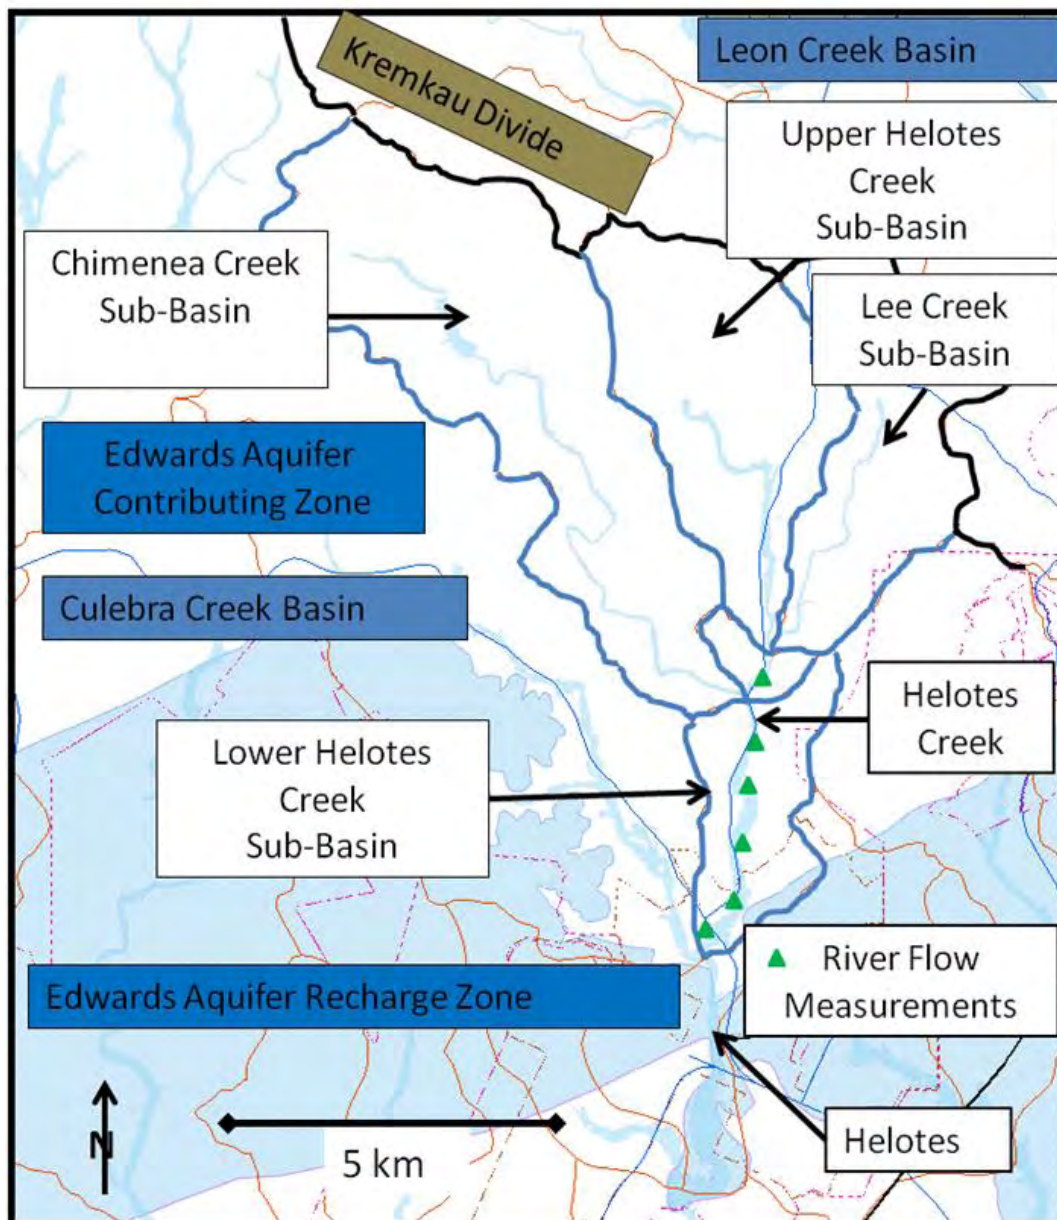 Kremkau Divide
Leon Creek Basin
Upper Helotes
Creek
Sub-Basin
Chimenea Creek
Sub-Basin
Lee Creek
Sub-Basin
Edwards Aquifer
Contributing Zone
Culebra Creek Basin
Helotes
Creek
Lower Helotes
Creek
Sub-Basin
River Flow
Measurements
Edwards Aquifer Recharge Zone
N
5 km
Helotes